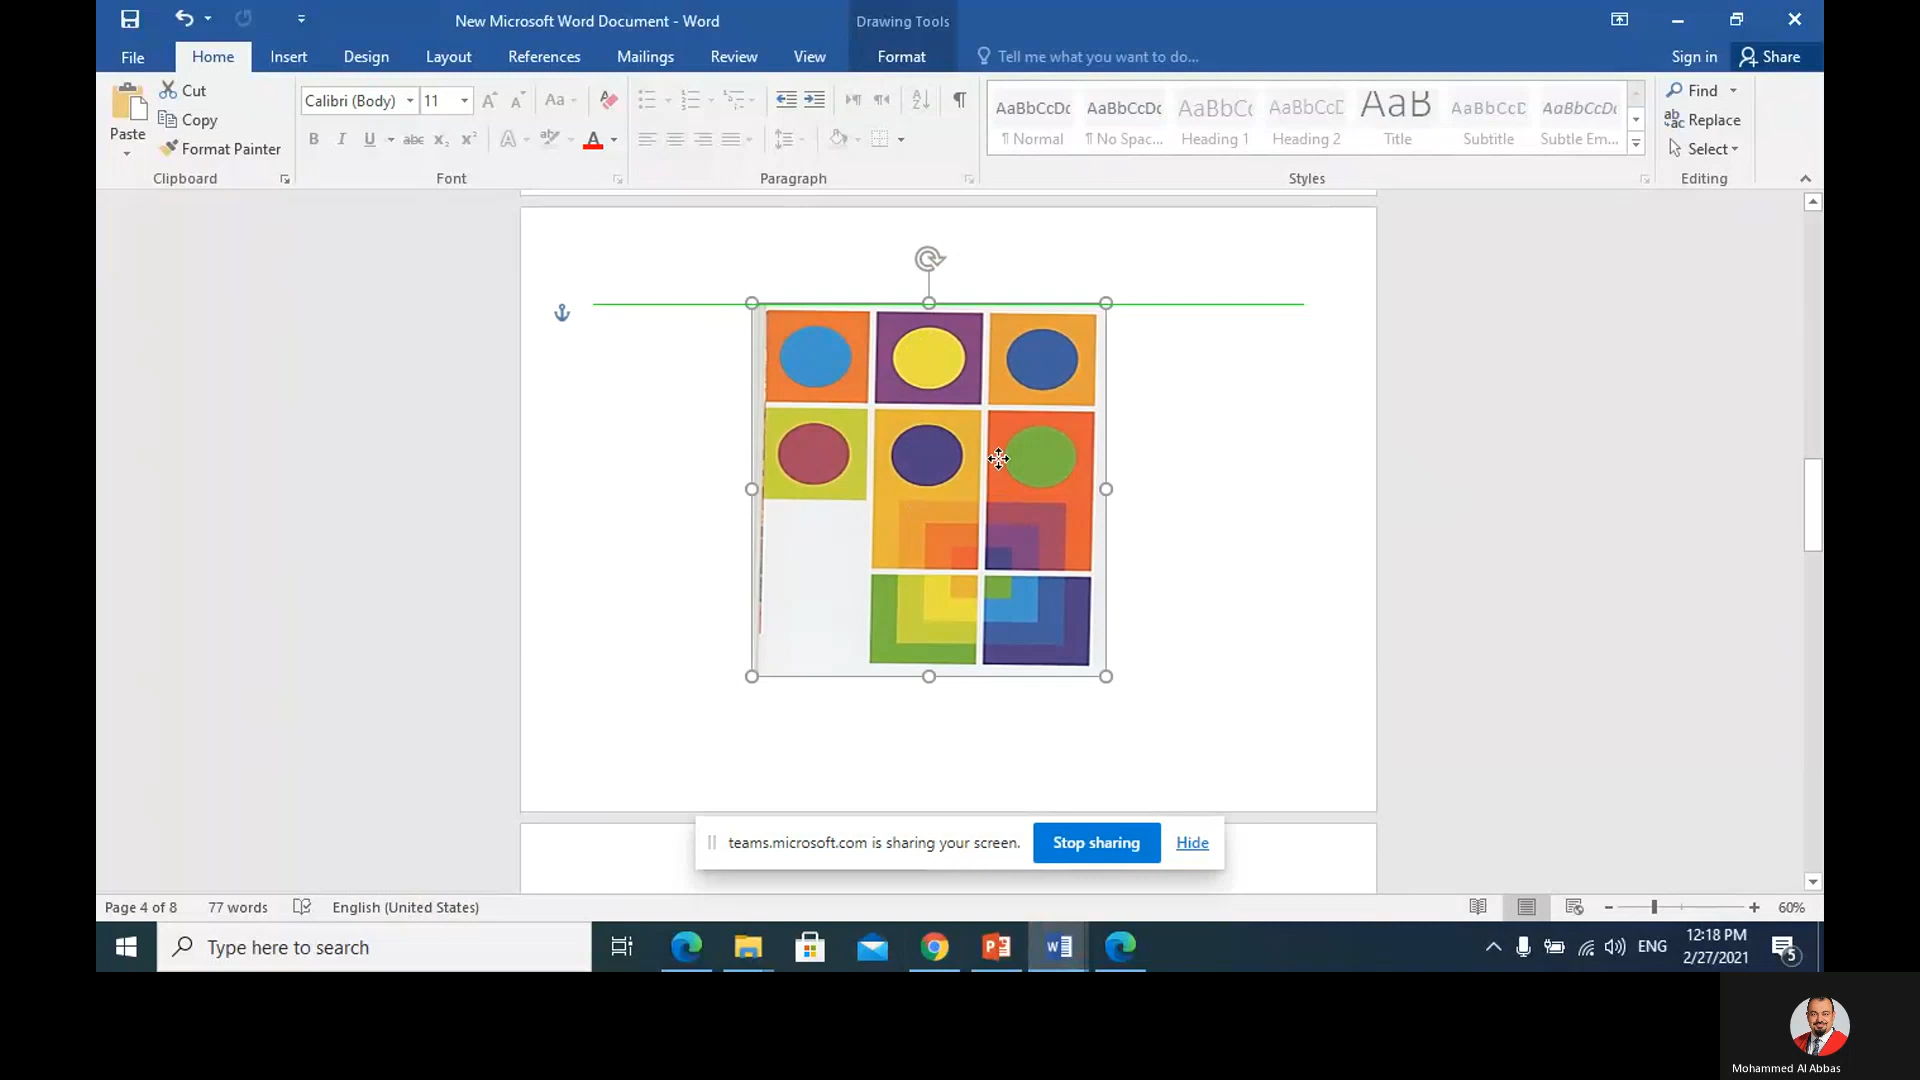 New Microsoft Word Document - Word
Drawing Tools
File Home Insert Design Layout References Mailings Review View Format Tell me what you want to do...
Sign in Share
Paste
Cut
Copy
Format Painter
Clipboard
Calibri (Body) 11
Aa
B I U abc x₂ x²
A A
Font
Paragraph
AaBbCcDc
¶ Normal
AaBbCcDc
¶ No Spac...
AaBbCc
Heading 1
AaBbCcD
Heading 2
AaB
Title
AaBbCcD
Subtitle
AaBbCcDc
Subtle Em...
Styles
Find
Replace
Select
Editing
teams.microsoft.com is sharing your screen. Stop sharing Hide
Page 4 of 8 77 words English (United States) 60%
Type here to search
ENG
12:18 PM
2/27/2021
5
Mohammed Al Abbas